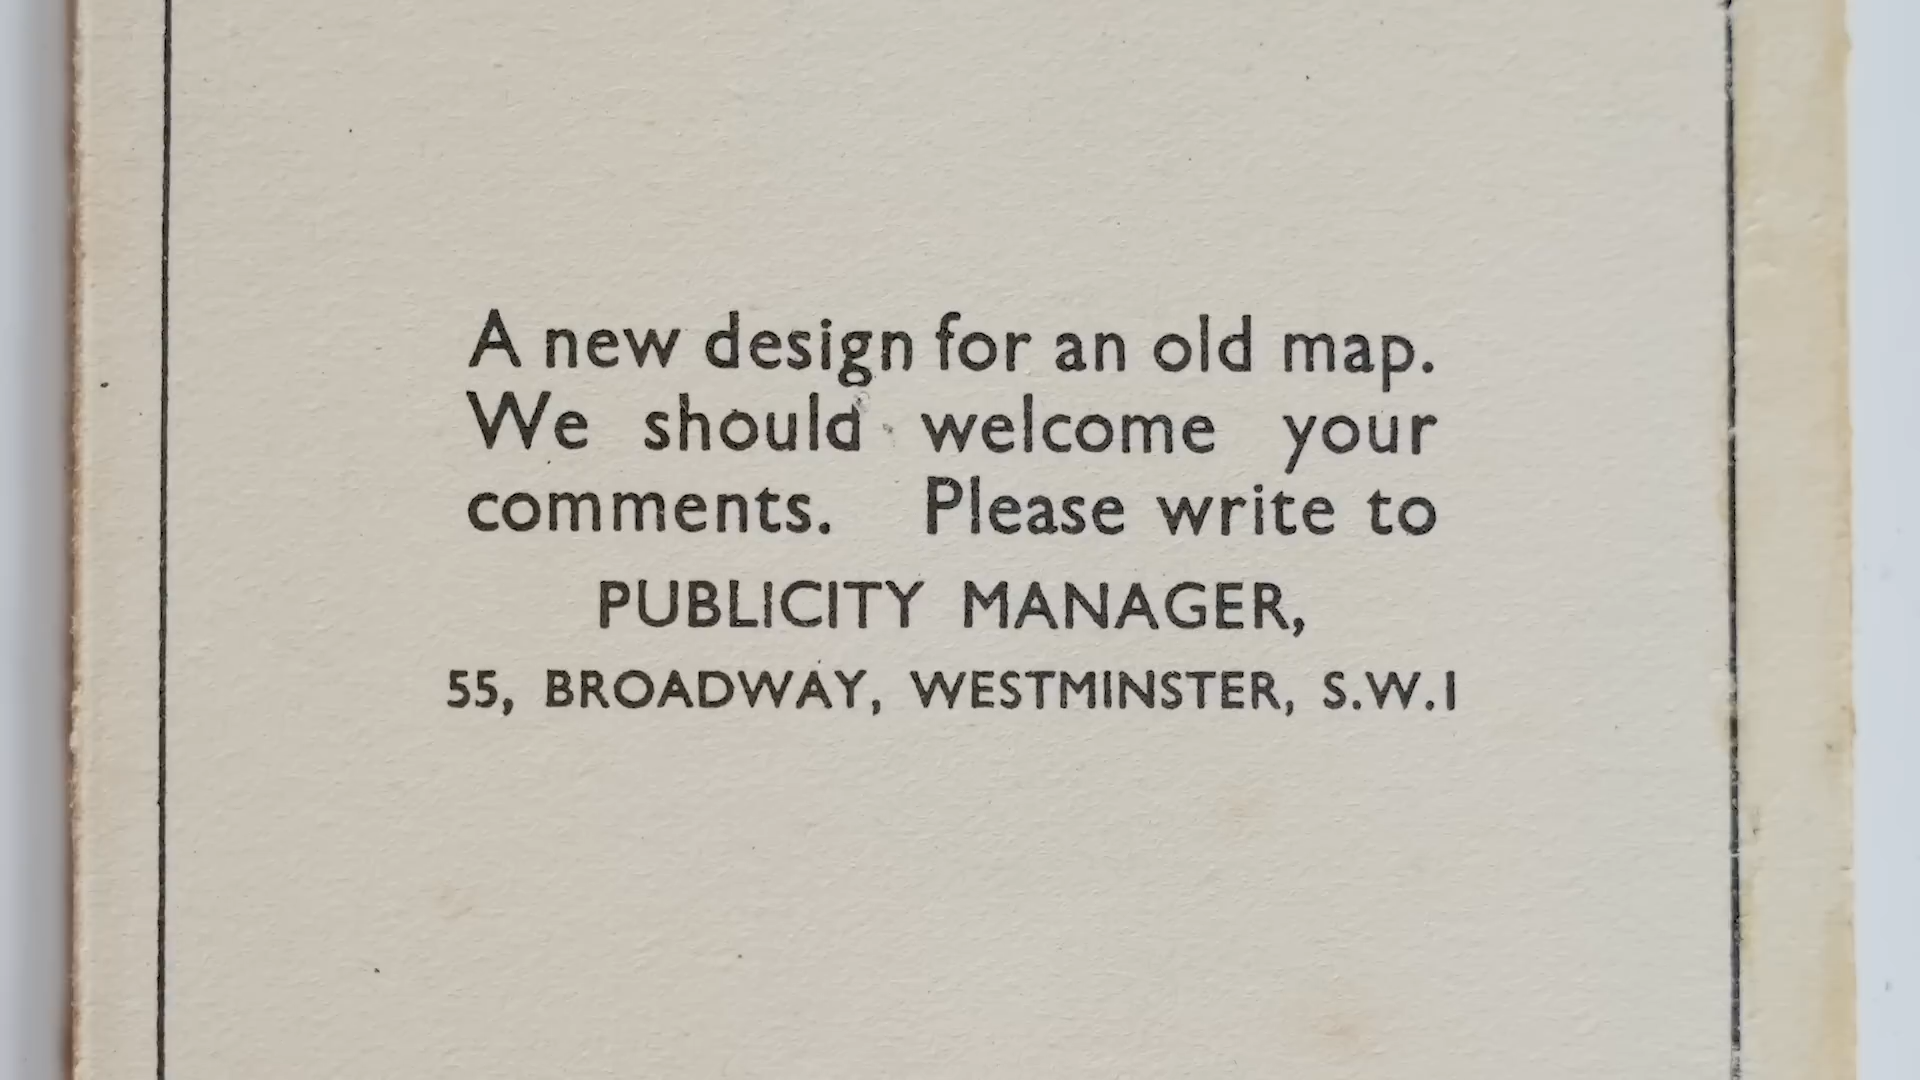 A new design for an old map.
We should welcome your
comments. Please write to
PUBLICITY MANAGER,
55, BROADWAY, WESTMINSTER, S.W.1